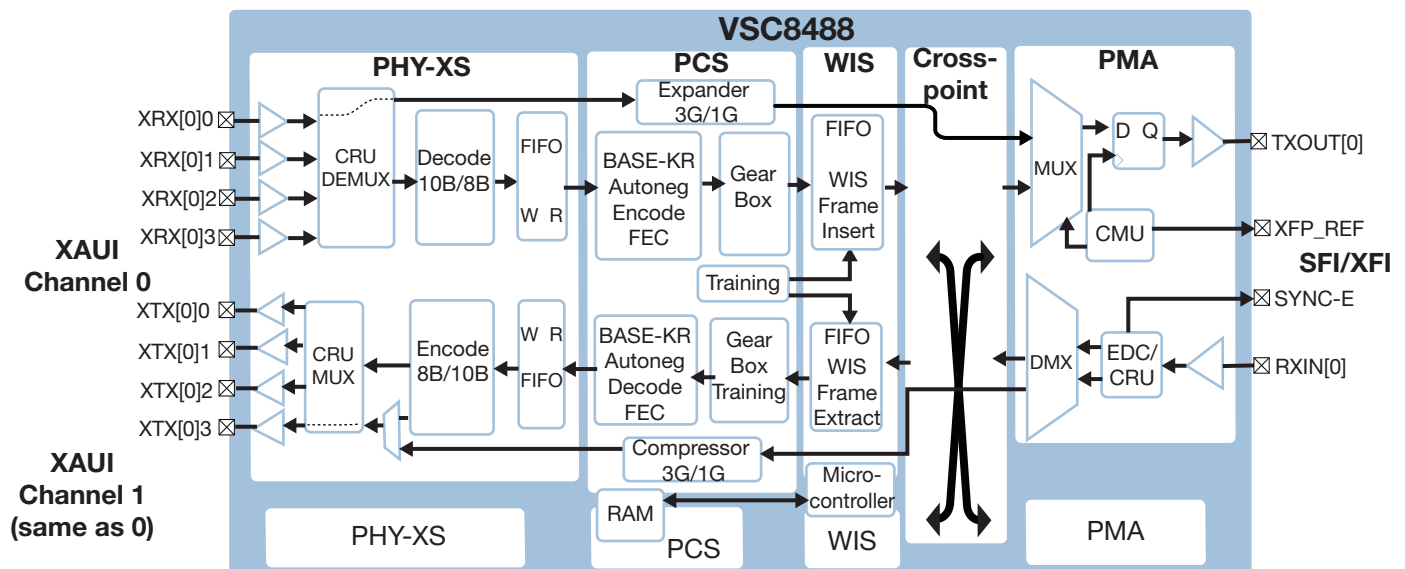 VSC8488
PHY-XS
PCS
WIS
Cross-
point
PMA
XRX[0]0
XRX[0]1
XRX[0]2
XRX[0]3
CRU
DEMUX
Decode
10B/8B
FIFO
W R
Expander
3G/1G
BASE-KR
Autoneg
Encode
FEC
Gear
Box
FIFO
WIS
Frame
Insert
MUX
D Q
CMU
TXOUT[0]
XFP_REF
SFI/XFI
SYNC-E
RXIN[0]
XAUI
Channel 0
Training
XTX[0]0
XTX[0]1
XTX[0]2
XTX[0]3
CRU
MUX
Encode
8B/10B
W R
FIFO
BASE-KR
Autoneg
Decode
FEC
Gear
Box
Training
FIFO
WIS
Frame
Extract
DMX
EDC/
CRU
Compressor
3G/1G
Micro-
controller
RAM
XAUI
Channel 1
(same as 0)
PHY-XS
PCS
WIS
PMA